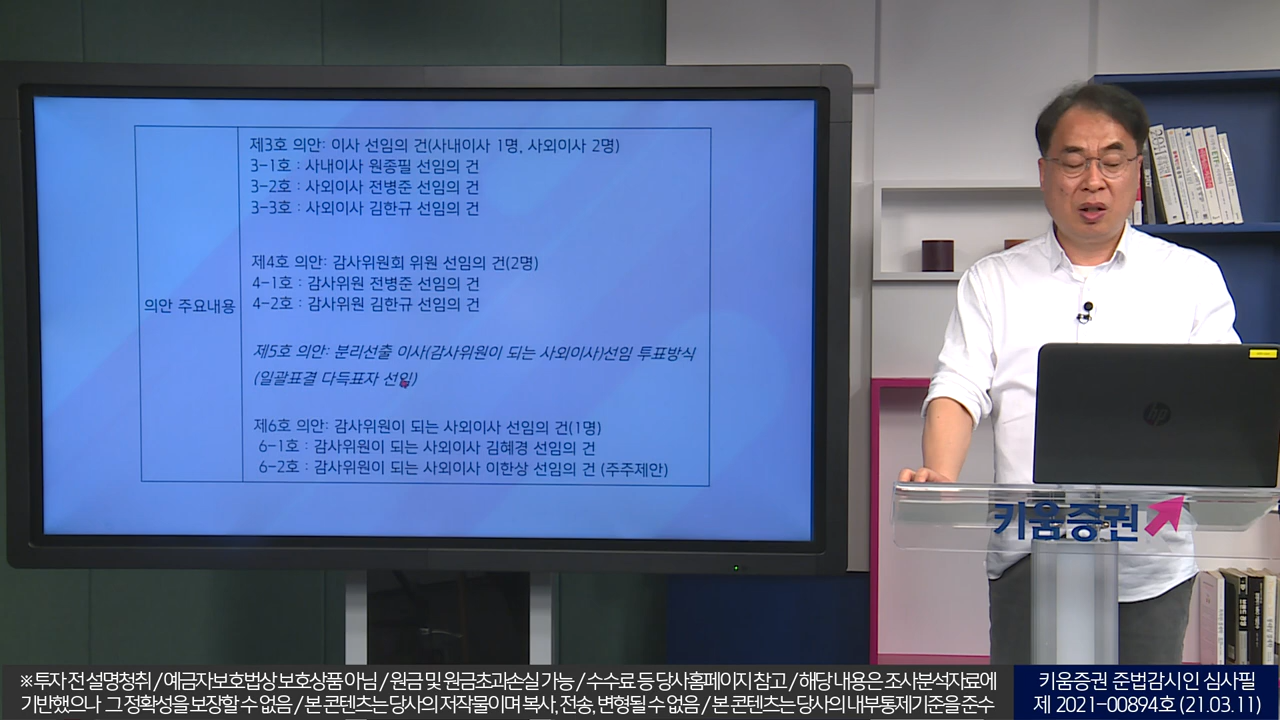 의안 주요내용
제3호 의안: 이사 선임의 건(사내이사 1명, 사외이사 2명)
3-1호 : 사내이사 원종필 선임의 건
3-2호 : 사외이사 전병준 선임의 건
3-3호 : 사외이사 김한규 선임의 건
제4호 의안: 감사위원회 위원 선임의 건(2명)
4-1호 : 감사위원 전병준 선임의 건
4-2호 : 감사위원 김한규 선임의 건
제5호 의안: 분리선출 이사(감사위원이 되는 사외이사)선임 투표방식
(일괄표결 다득표자 선임)
제6호 의안: 감사위원이 되는 사외이사 선임의 건(1명)
6-1호 : 감사위원이 되는 사외이사 김혜경 선임의 건
6-2호 : 감사위원이 되는 사외이사 이한상 선임의 건 (주주제안)
hp
키움증권
※ 투자 전 설명청취 / 예금자보호법상 보호상품 아님 / 원금 및 원금초과손실 가능 / 수수료 등 당사홈페이지 참고 / 해당 내용은 조사분석자료에
기반했으나 그 정확성을 보장할 수 없음 / 본 콘텐츠는 당사의 저작물이며 복사, 전송, 변형될 수 없음 / 본 콘텐츠는 당사의 내부통제기준을 준수
키움증권 준법감시인 심사필
제 2021-00894호 (21.03.11)